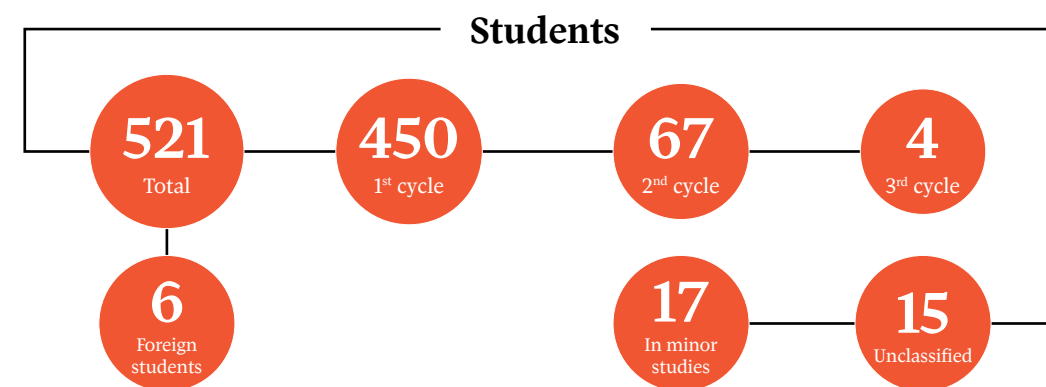 Students
521
Total
450
1st cycle
67
2nd cycle
4
3rd cycle
6
Foreign
students
17
In minor
studies
15
Unclassified